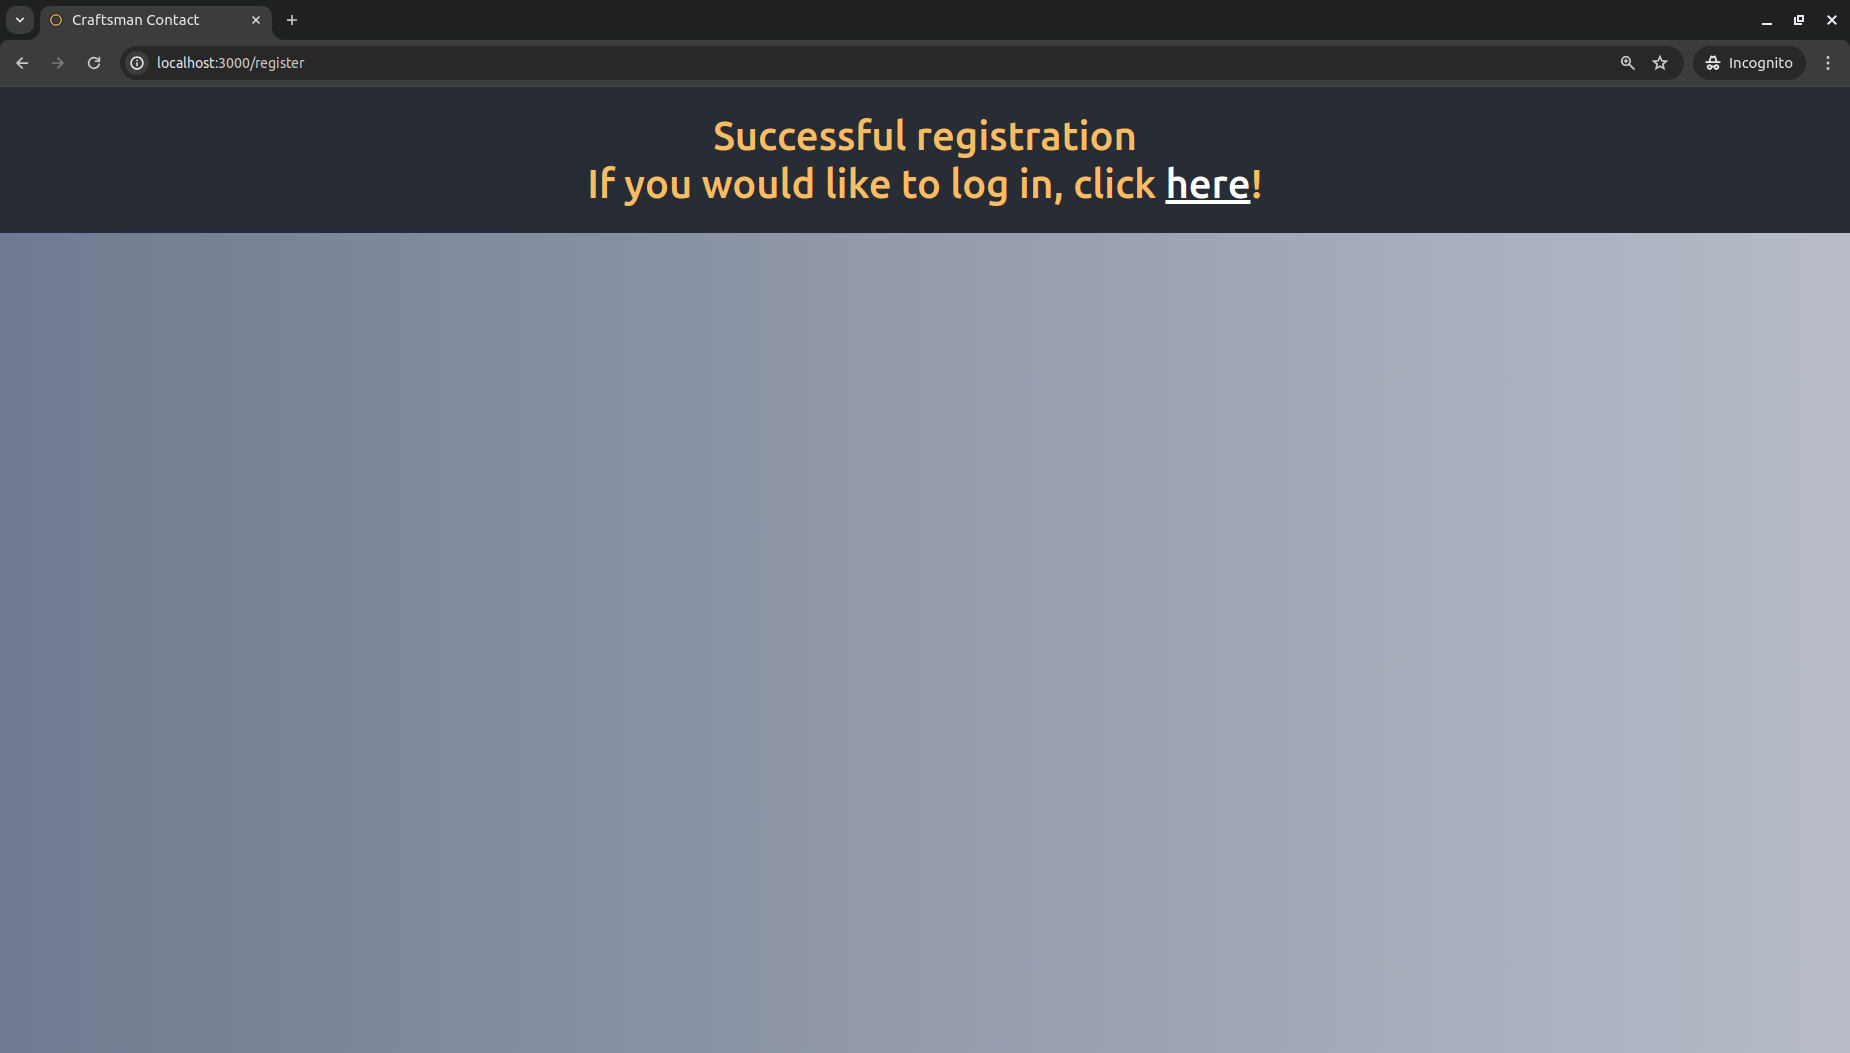 Craftsman Contact
localhost:3000/register
Incognito
Successful registration
If you would like to log in, click here!